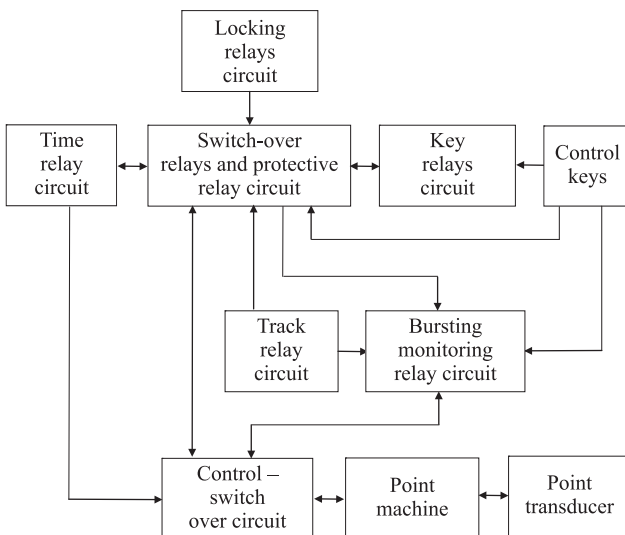 Locking
relays
circuit
Time
relay
circuit
Switch-over
relays and protective
relay circuit
Key
relays
circuit
Control
keys
Track
relay
circuit
Bursting
monitoring
relay circuit
Control –
switch
over circuit
Point
machine
Point
transducer